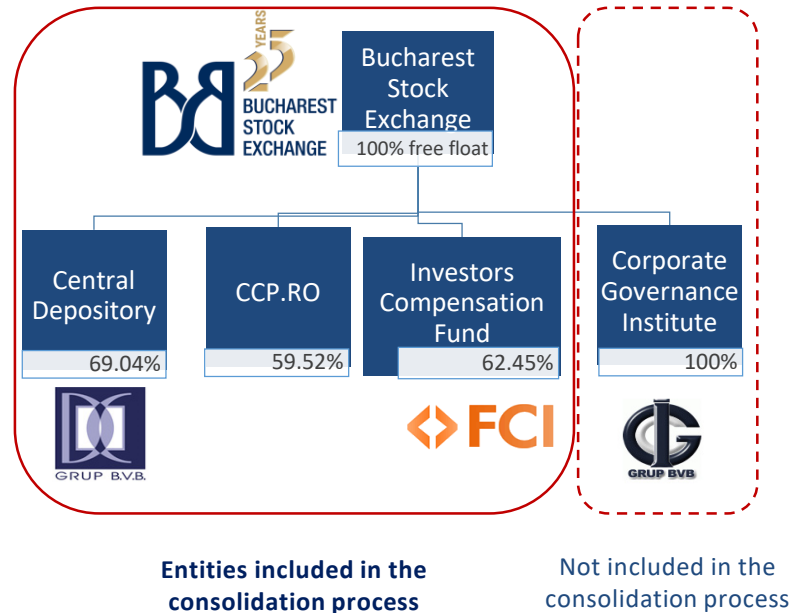 25
YEARS
BUCHAREST
STOCK
EXCHANGE
Bucharest
Stock
Exchange
100% free float
Central
Depository
69.04%
CCP.RO
59.52%
Investors
Compensation
Fund
62.45%
Corporate
Governance
Institute
100%
GRUP B.V.B.
FCI
GRUP BVB
Entities included in the
consolidation process
Not included in the
consolidation process